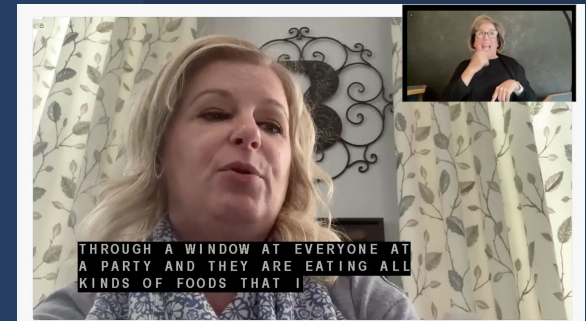 THROUGH A WINDOW AT EVERYONE AT
A PARTY AND THEY ARE EATING ALL
KINDS OF FOODS THAT I